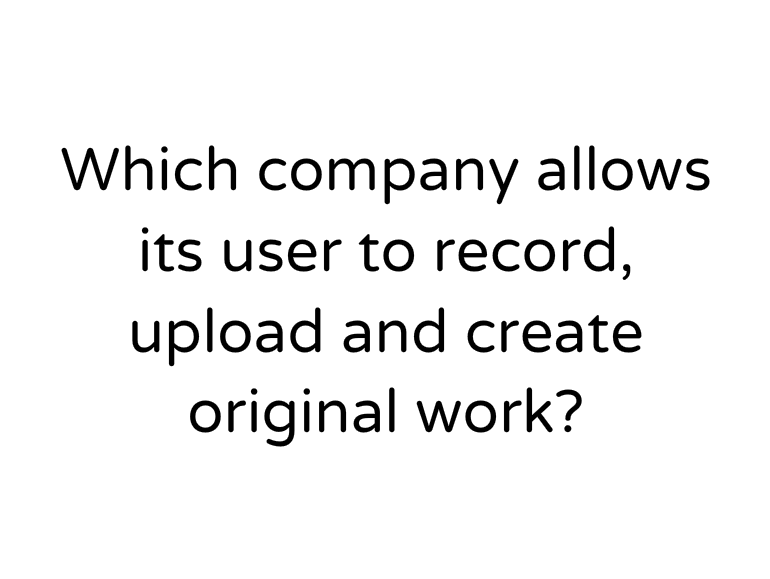 Which company allows
its user to record,
upload and create
original work?